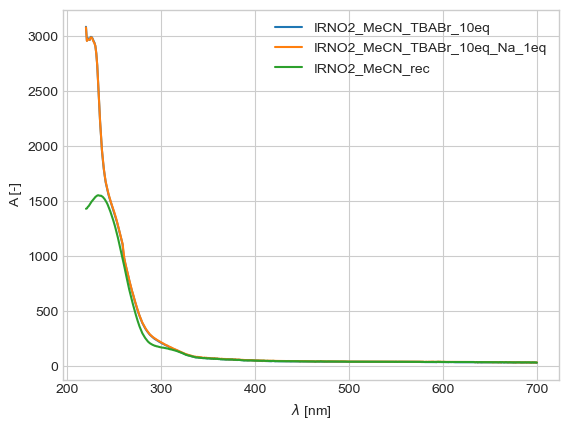 IRNO2_MeCN_TBABr_10eq
IRNO2_MeCN_TBABr_10eq_Na_1eq
IRNO2_MeCN_rec
3000
2500
2000
1500
1000
500
0
A [-]
200 300 400 500 600 700
λ [nm]